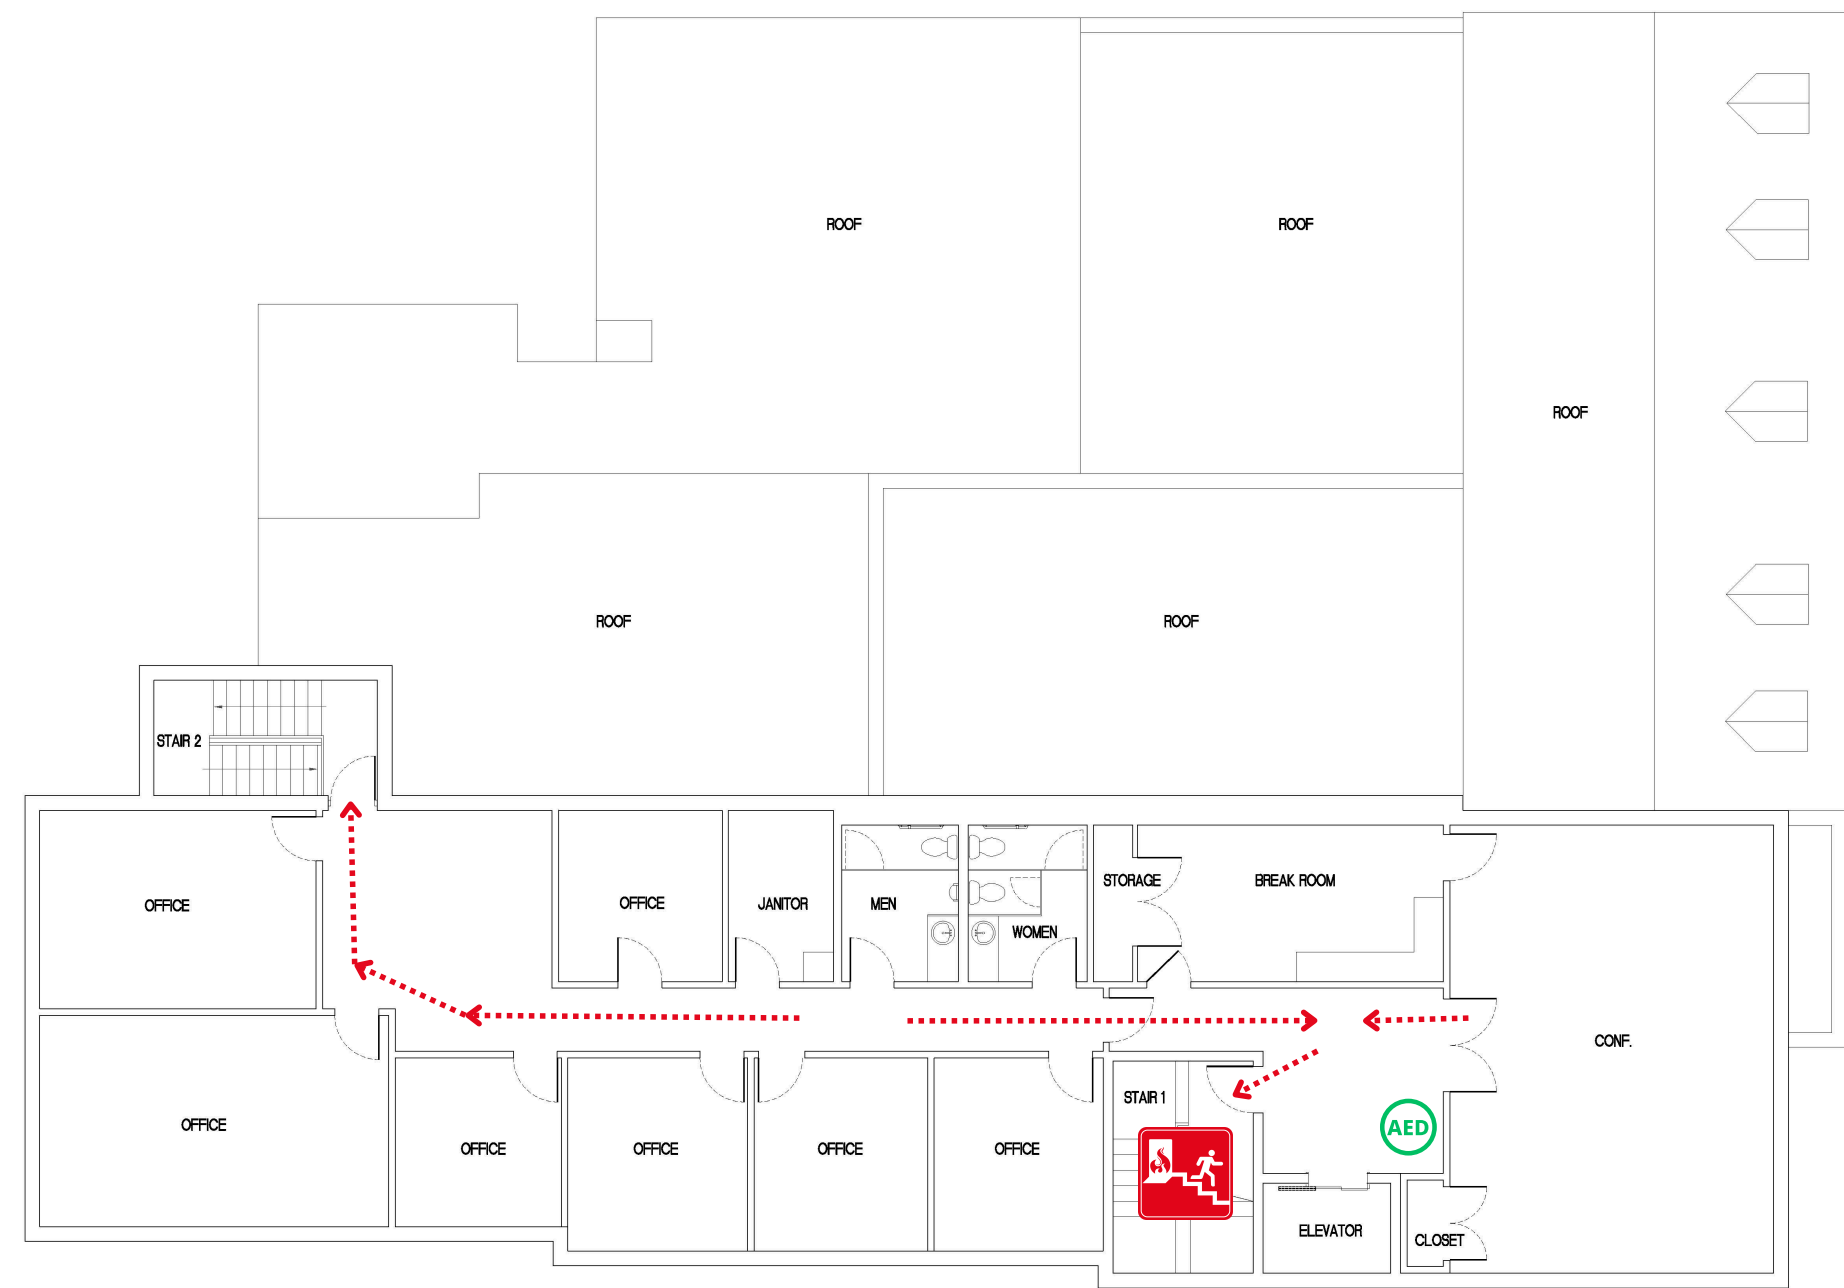 ROOF
ROOF
ROOF
ROOF
ROOF
STAIR 2
OFFICE
OFFICE
JANITOR
MEN
WOMEN
STORAGE
BREAK ROOM
CONF.
STAIR 1
AED
OFFICE
OFFICE
OFFICE
OFFICE
OFFICE
ELEVATOR
CLOSET